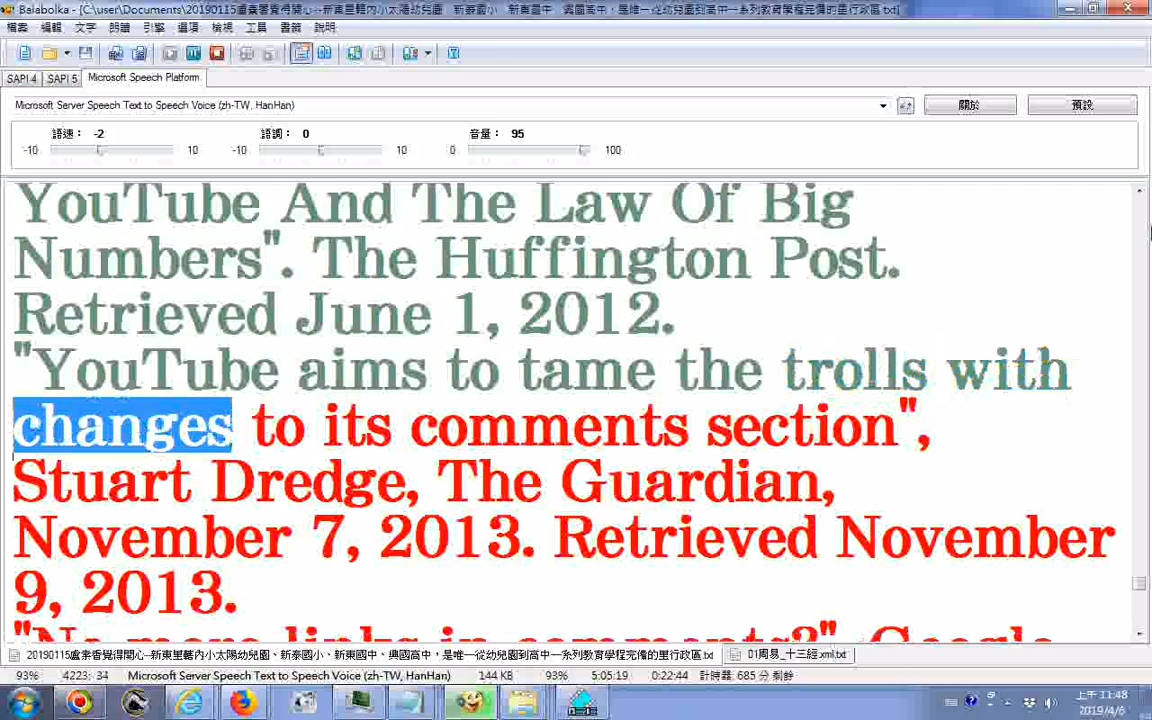 Balabolka - [C:\user\Documents\20190115盧素香覺得開心--新東里轄內小太陽幼兒園、新泰國小、新東國中、興國高中，是唯一從幼兒園到高中一系列教育學程完備的里行政區.txt]
檔案 編輯 文字 朗讀 引擎 選項 檢視 工具 書籤 說明
SAPI 4 SAPI 5 Microsoft Speech Platform
Microsoft Server Speech Text to Speech Voice (zh-TW, HanHan) 關於 預設
語速： -2 語調： 0 音量： 95
-10 10 -10 10 0 100
YouTube And The Law Of Big
Numbers". The Huffington Post.
Retrieved June 1, 2012.
"YouTube aims to tame the trolls with
changes to its comments section",
Stuart Dredge, The Guardian,
November 7, 2013. Retrieved November
9, 2013.
"No more links in comments?", Google
20190115盧素香覺得開心--新東里轄內小太陽幼兒園、新泰國小、新東國中、興國高中，是唯一從幼兒園到高中一系列教育學程完備的里行政區.txt 01周易_十三經.xml.txt
93% 4223: 34 Microsoft Server Speech Text to Speech Voice (zh-TW, HanHan) 144 KB 93% 5:05:19 0:22:44 計時器: 685 分 剩餘
上午 11:48
2019/4/6